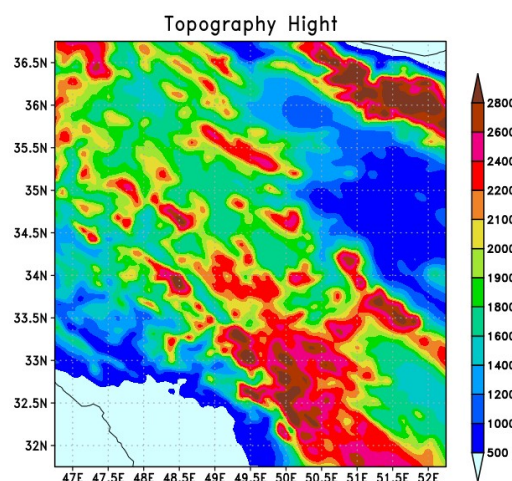 Topography Hight
36.5N
36N
35.5N
35N
34.5N
34N
33.5N
33N
32.5N
32N
47E 47.5E 48E 48.5E 49E 49.5E 50E 50.5E 51E 51.5E 52E
2800
2600
2400
2200
2100
2000
1900
1800
1600
1400
1200
1000
500